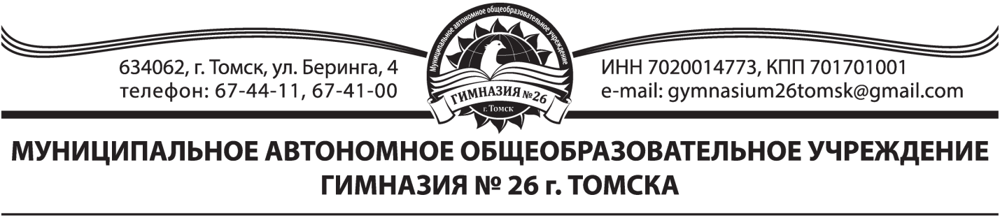 Муниципальное автономное общеобразовательное учреждение
634062, г. Томск, ул. Беринга, 4
телефон: 67-44-11, 67-41-00
ГИМНАЗИЯ №26
г. Томск
ИНН 7020014773, КПП 701701001
e-mail: gymnasium26tomsk@gmail.com
МУНИЦИПАЛЬНОЕ АВТОНОМНОЕ ОБЩЕОБРАЗОВАТЕЛЬНОЕ УЧРЕЖДЕНИЕ
ГИМНАЗИЯ № 26 г. ТОМСКА